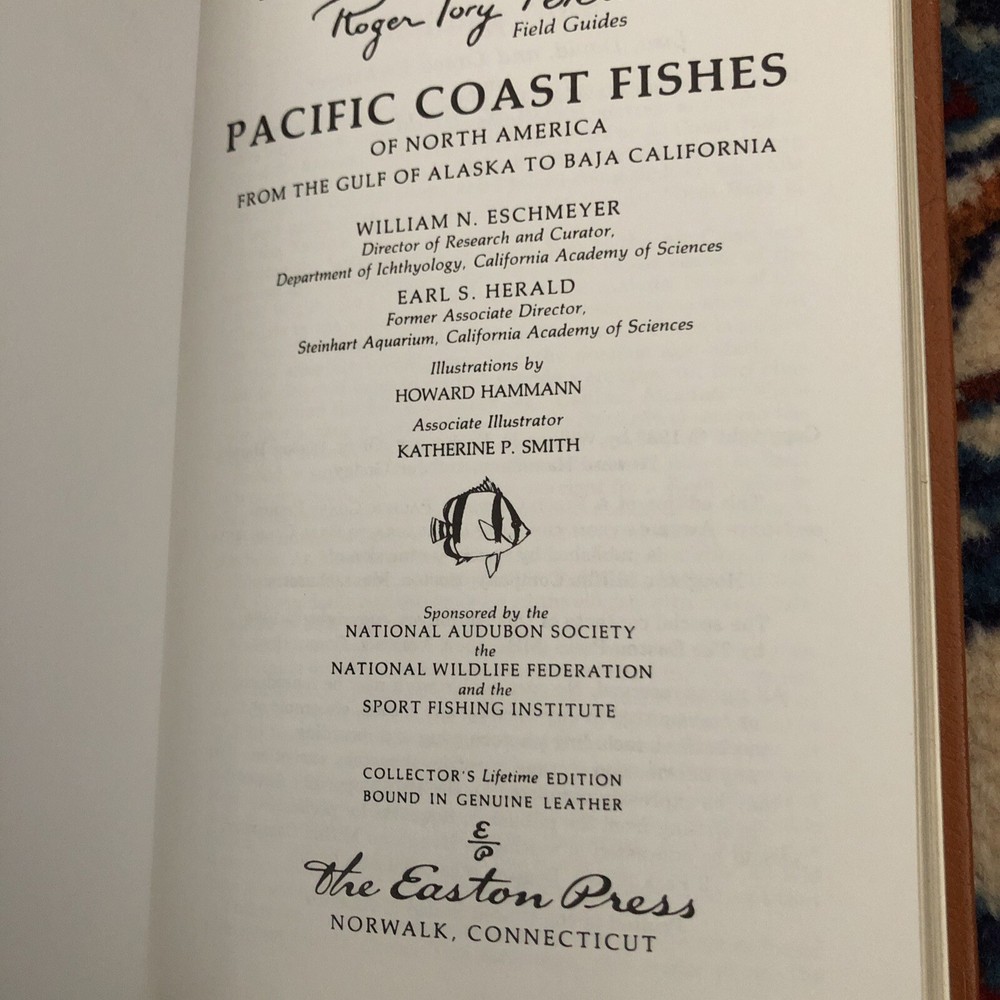 Roger Tory
Field Guides
PACIFIC COAST FISHES
OF NORTH AMERICA
FROM THE GULF OF ALASKA TO BAJA CALIFORNIA
WILLIAM N. ESCHMEYER
Director of Research and Curator,
Department of Ichthyology, California Academy of Sciences
EARL S. HERALD
Former Associate Director,
Steinhart Aquarium, California Academy of Sciences
Illustrations by
HOWARD HAMMANN
Associate Illustrator
KATHERINE P. SMITH
Sponsored by the
NATIONAL AUDUBON SOCIETY
the
NATIONAL WILDLIFE FEDERATION
and the
SPORT FISHING INSTITUTE
COLLECTOR'S Lifetime EDITION
BOUND IN GENUINE LEATHER
E
P
The Easton Press
NORWALK, CONNECTICUT